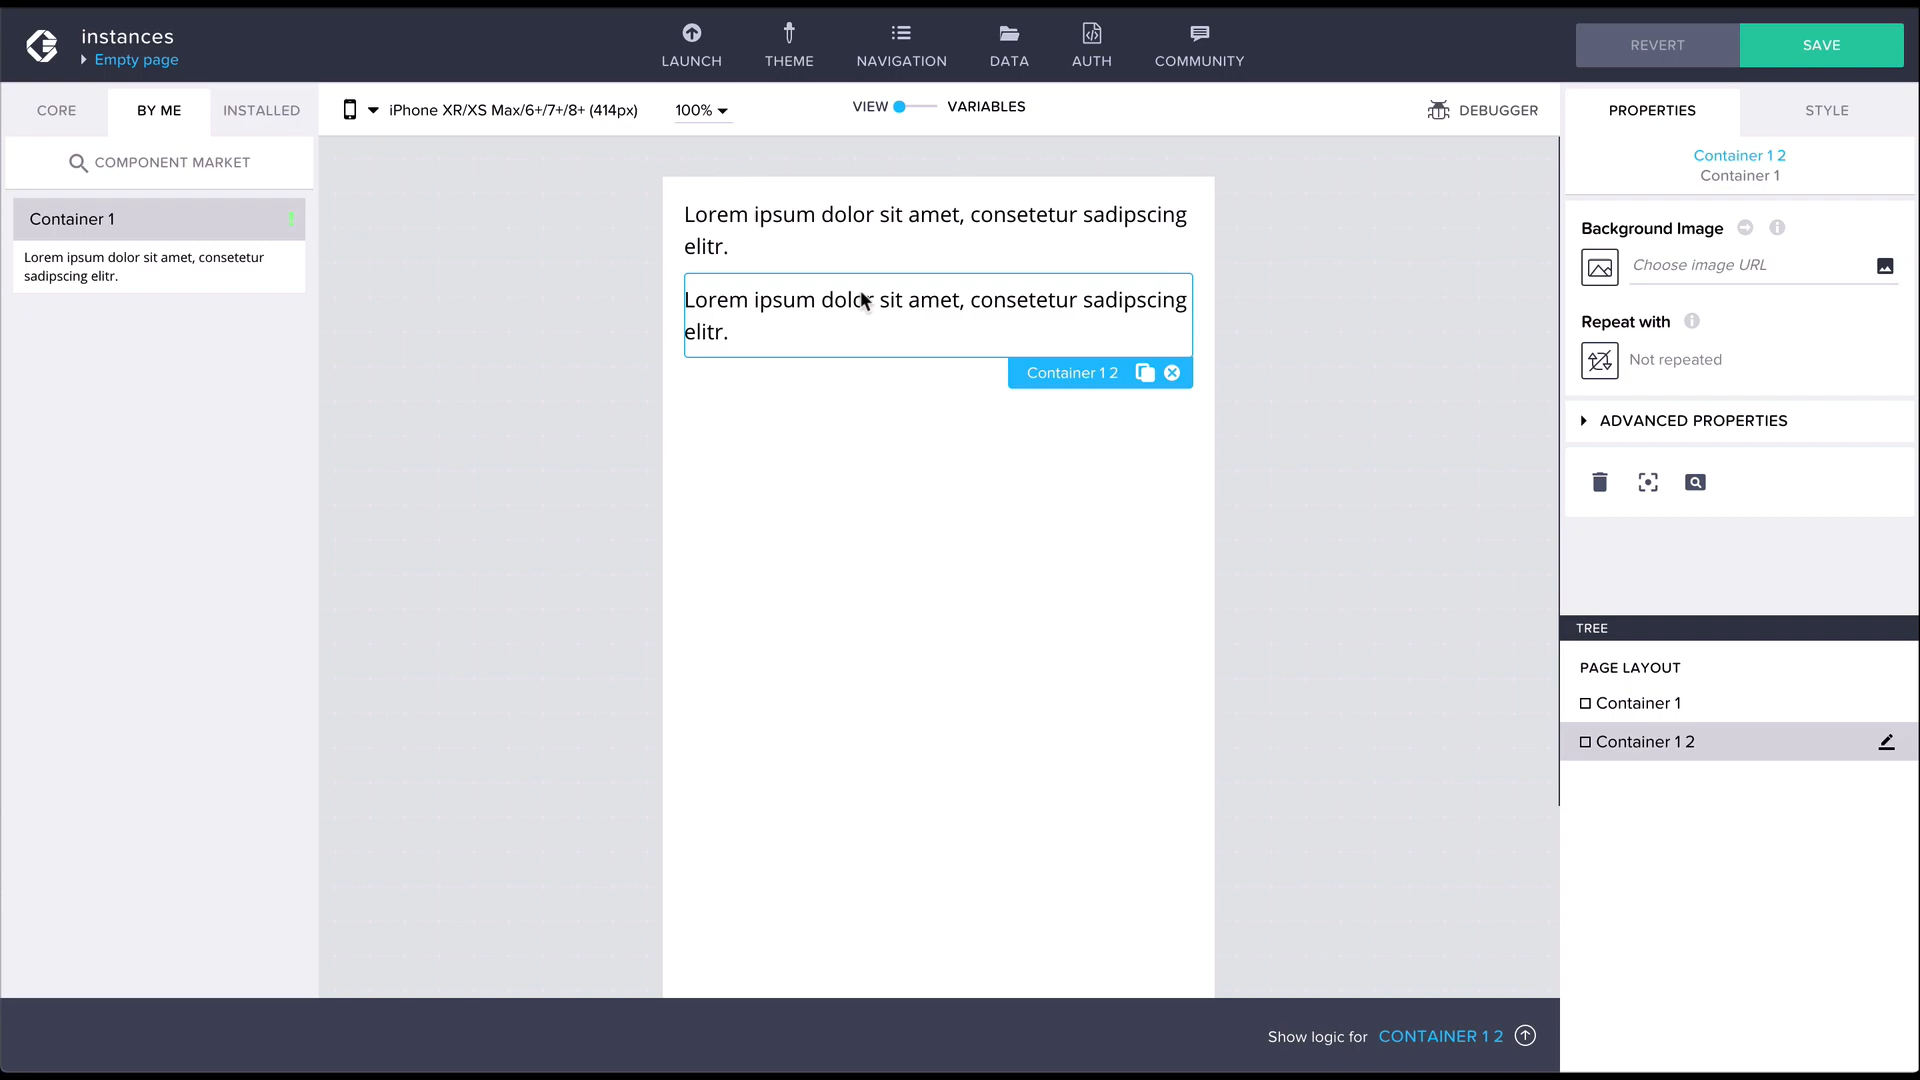 instances
Empty page
LAUNCH
THEME
NAVIGATION
DATA
AUTH
COMMUNITY
REVERT
SAVE
CORE
BY ME
INSTALLED
iPhone XR/XS Max/6+/7+/8+ (414px)
100%
VIEW
VARIABLES
DEBUGGER
PROPERTIES
STYLE
COMPONENT MARKET
Container 1
Lorem ipsum dolor sit amet, consetetur
sadipscing elitr.
Lorem ipsum dolor sit amet, consetetur sadipscing
elitr.
Lorem ipsum dolor sit amet, consetetur sadipscing
elitr.
Container 1 2
Container 1 2
Container 1
Background Image
Choose image URL
Repeat with
Not repeated
ADVANCED PROPERTIES
TREE
PAGE LAYOUT
Container 1
Container 1 2
Show logic for CONTAINER 1 2